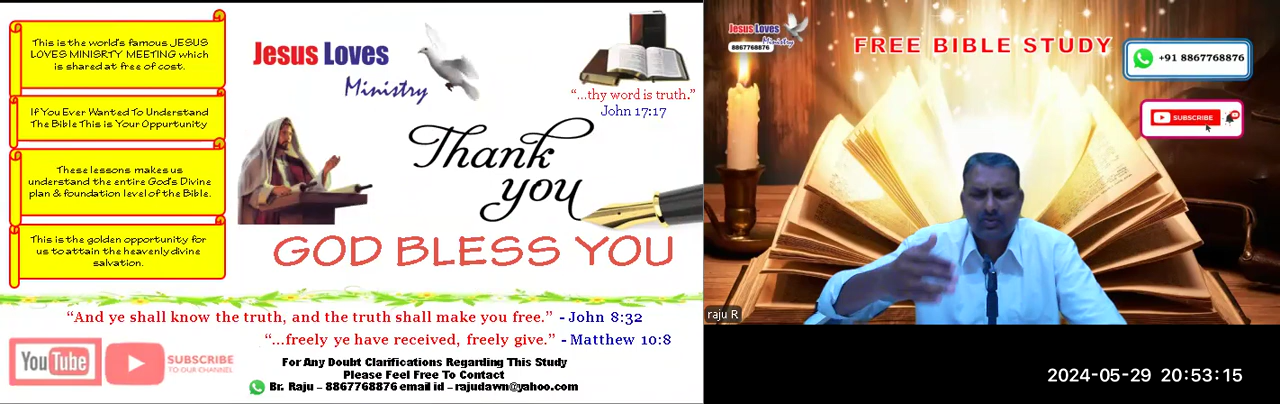 This is the world's famous JESUS
LOVES MINISRTY MEETING which
is shared at free of cost.
If You Ever Wanted To Understand
The Bible This is Your Oppurtunity
These lessons makes us
understand the entire God's Divine
plan & foundation level of the Bible.
This is the golden opportunity for
us to attain the heavenly divine
salvation.
Jesus Loves
Ministry
"...thy word is truth."
John 17:17
Thank
you
GOD BLESS YOU
"And ye shall know the truth, and the truth shall make you free." - John 8:32
"...freely ye have received, freely give." - Matthew 10:8
YouTube
SUBSCRIBE
TO OUR CHANNEL
For Any Doubt Clarifications Regarding This Study
Please Feel Free To Contact
Br. Raju – 8867768876 email id – rajudawn@yahoo.com
Jesus Loves
Ministry
8867768876
FREE BIBLE STUDY
+91 8867768876
SUBSCRIBE
raju R
2024-05-29 20:53:15